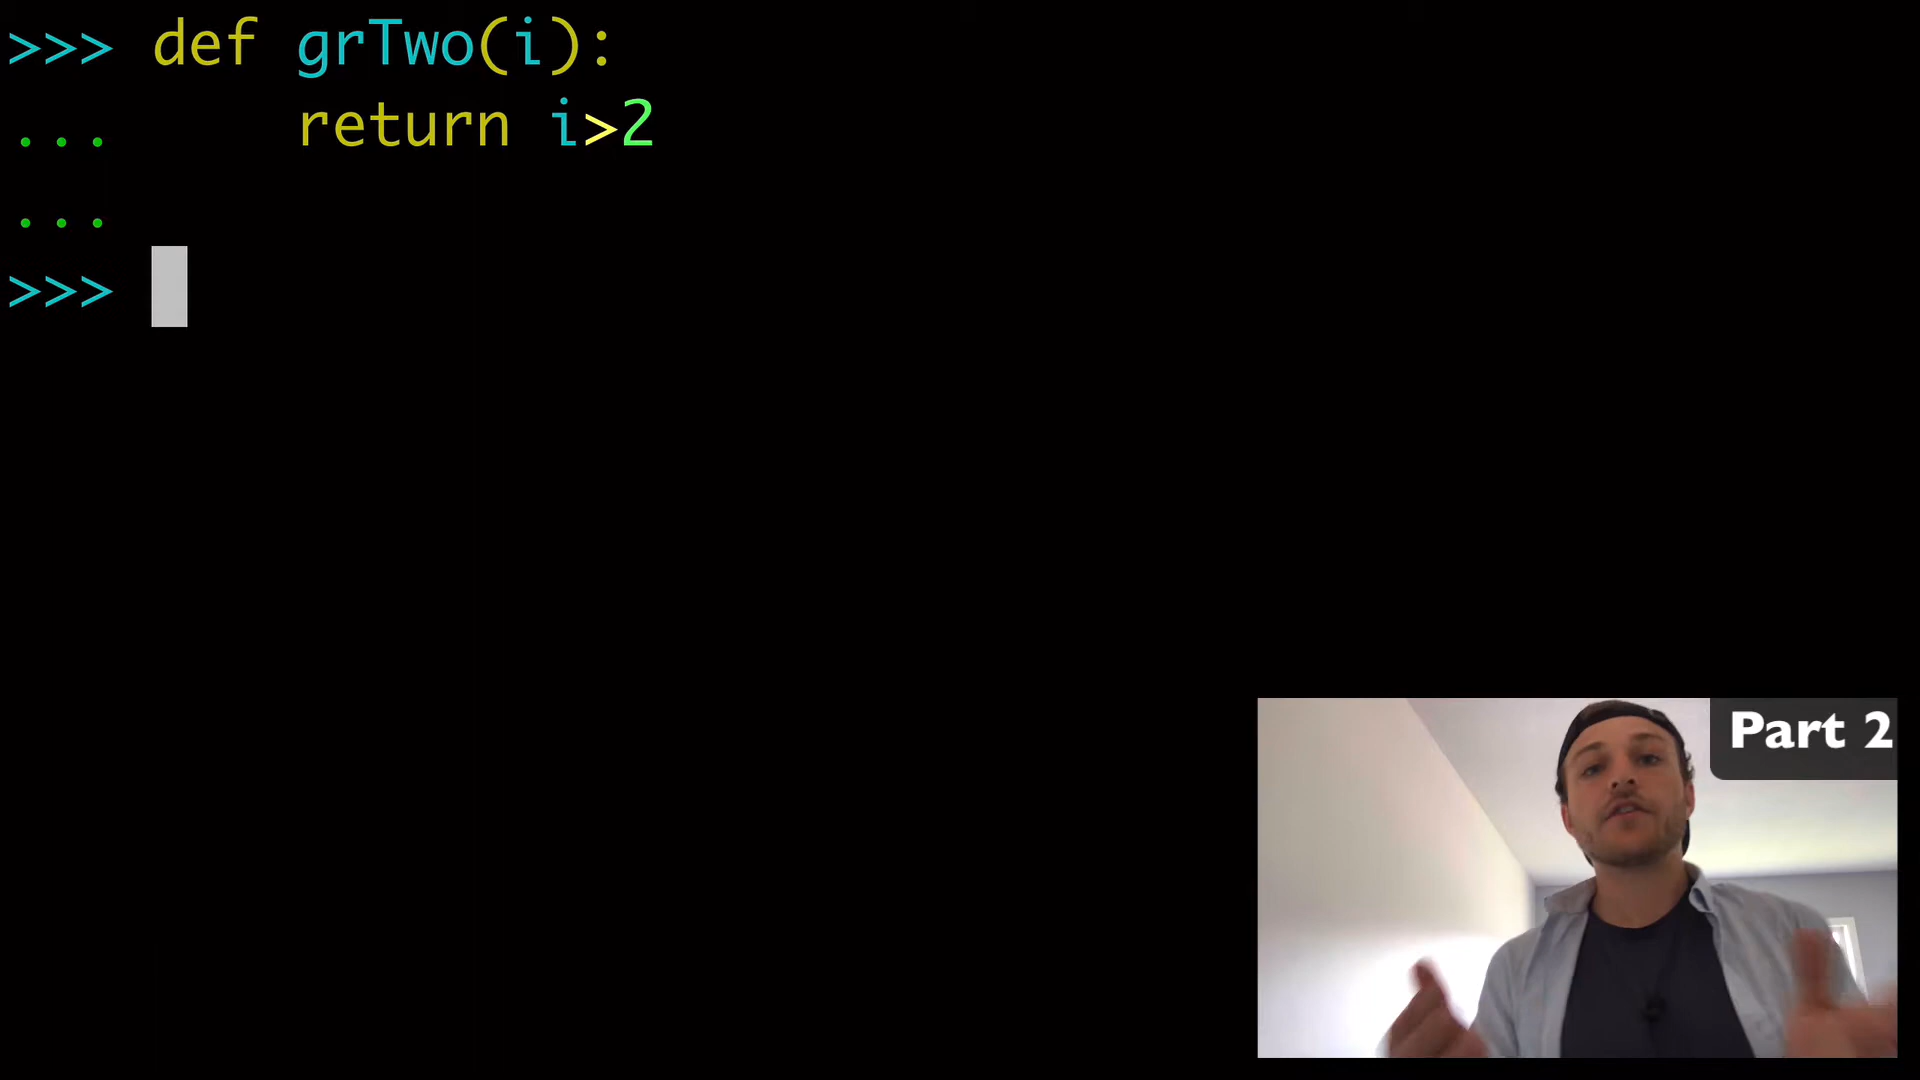 >>> def grTwo(i):
...     return i>2
...
>>>
Part 2